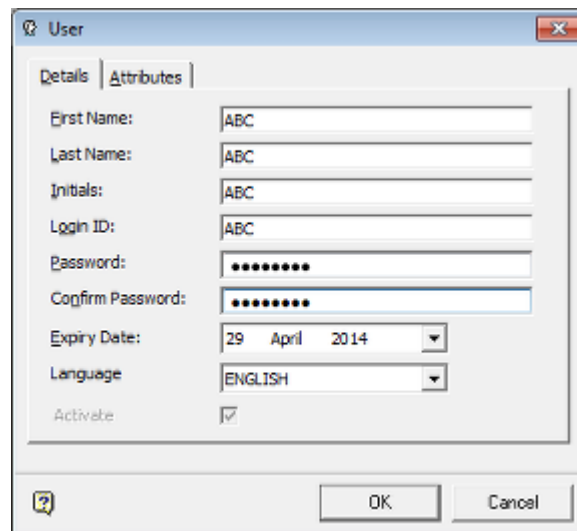 User
Details Attributes
First Name: ABC
Last Name: ABC
Initials: ABC
Login ID: ABC
Password: ●●●●●●●●
Confirm Password: ●●●●●●●●
Expiry Date: 29 April 2014
Language ENGLISH
Activate
OK Cancel